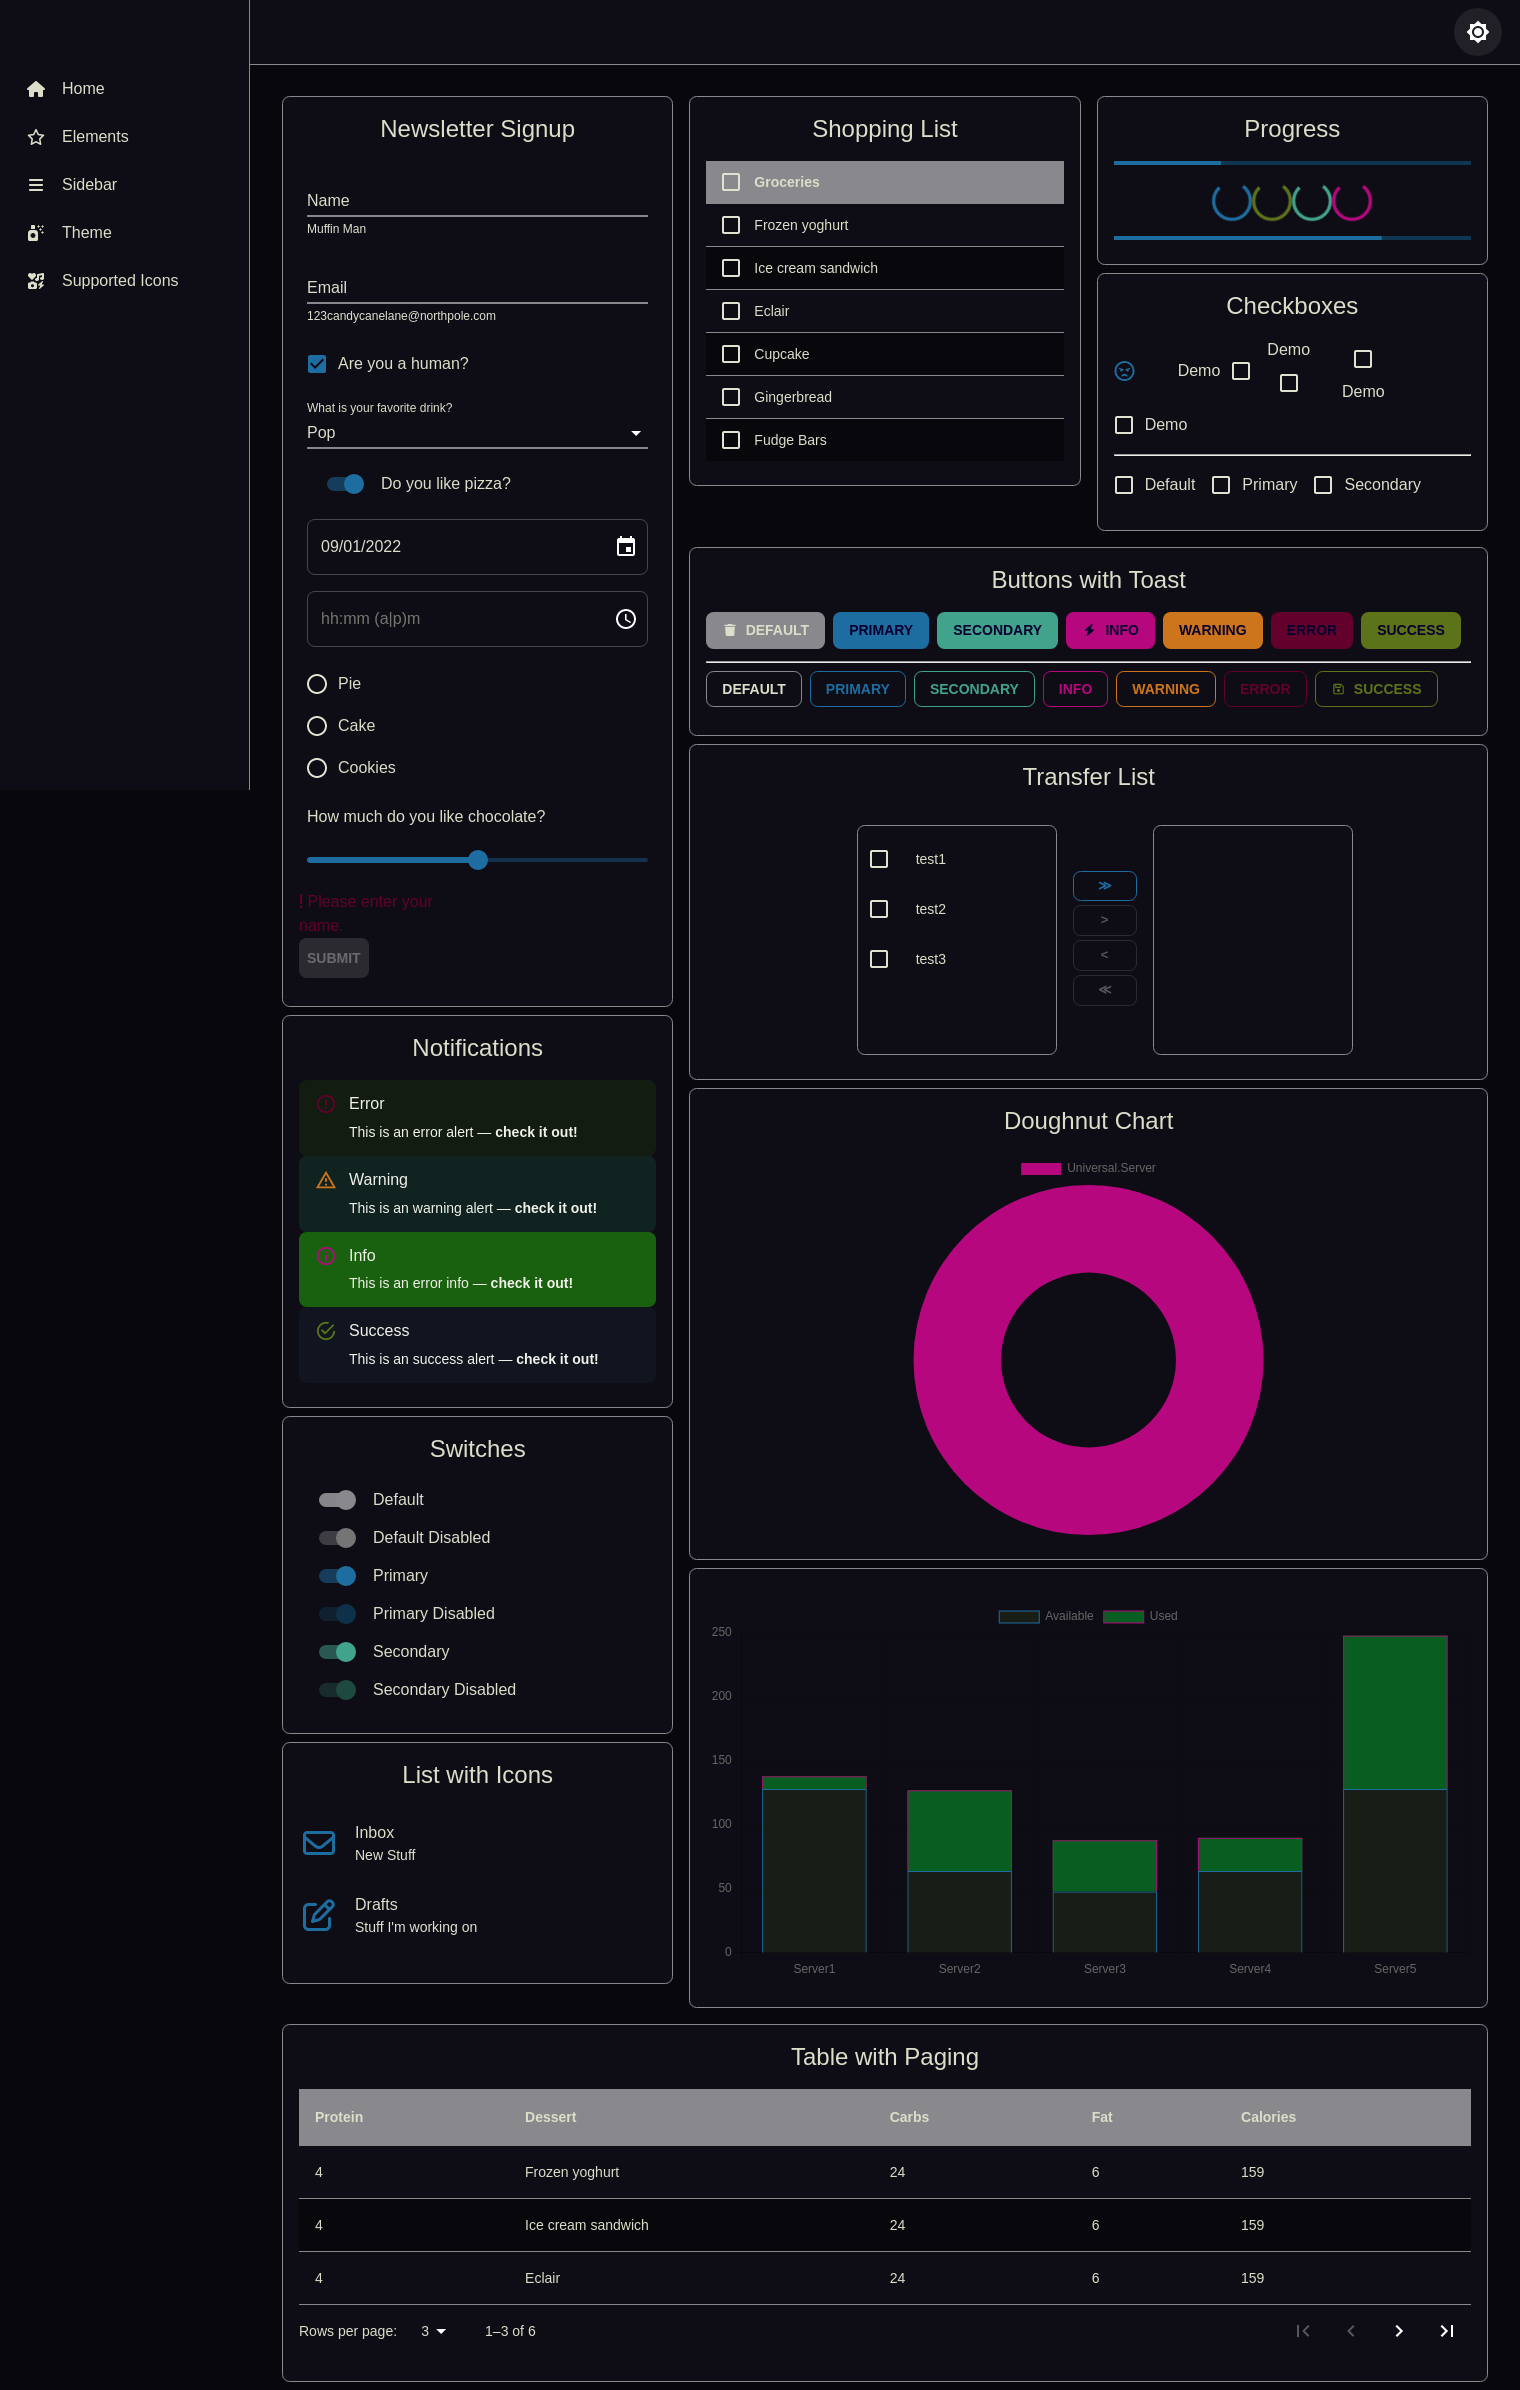 Home
Elements
Sidebar
Theme
Supported Icons
Newsletter Signup
Name
Muffin Man
Email
123candycanelane@northpole.com
Are you a human?
What is your favorite drink?
Pop
Do you like pizza?
09/01/2022
hh:mm (a|p)m
Pie
Cake
Cookies
How much do you like chocolate?
! Please enter your
name.
SUBMIT
Notifications
Error
This is an error alert — check it out!
Warning
This is an warning alert — check it out!
Info
This is an error info — check it out!
Success
This is an success alert — check it out!
Switches
Default
Default Disabled
Primary
Primary Disabled
Secondary
Secondary Disabled
List with Icons
Inbox
New Stuff
Drafts
Stuff I'm working on
Shopping List
Groceries
Frozen yoghurt
Ice cream sandwich
Eclair
Cupcake
Gingerbread
Fudge Bars
Progress
Checkboxes
Demo
Demo
Demo
Demo
Default Primary Secondary
Buttons with Toast
DEFAULT PRIMARY SECONDARY INFO WARNING ERROR SUCCESS
DEFAULT PRIMARY SECONDARY INFO WARNING ERROR SUCCESS
Transfer List
test1
test2
test3
≫
>
<
≪
Doughnut Chart
Universal.Server
Available Used
250
200
150
100
50
0
Server1 Server2 Server3 Server4 Server5
Table with Paging
Protein Dessert Carbs Fat Calories
4 Frozen yoghurt 24 6 159
4 Ice cream sandwich 24 6 159
4 Eclair 24 6 159
Rows per page: 3 1–3 of 6